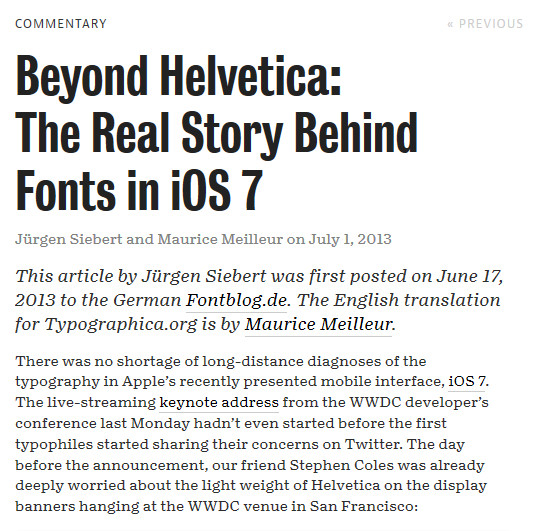 COMMENTARY
« PREVIOUS
Beyond Helvetica:
The Real Story Behind
Fonts in iOS 7
Jürgen Siebert and Maurice Meilleur on July 1, 2013
This article by Jürgen Siebert was first posted on June 17,
2013 to the German Fontblog.de. The English translation
for Typographica.org is by Maurice Meilleur.
There was no shortage of long-distance diagnoses of the
typography in Apple’s recently presented mobile interface, iOS 7.
The live-streaming keynote address from the WWDC developer’s
conference last Monday hadn’t even started before the first
typophiles started sharing their concerns on Twitter. The day
before the announcement, our friend Stephen Coles was already
deeply worried about the light weight of Helvetica on the display
banners hanging at the WWDC venue in San Francisco: